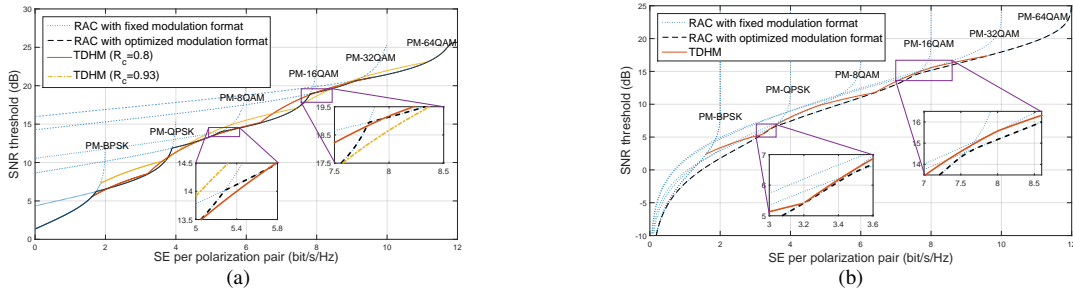 30
25
20
15
10
5
0
SNR threshold (dB)
RAC with fixed modulation format
RAC with optimized modulation format
TDHM (R_c=0.8)
TDHM (R_c=0.93)
PM-BPSK
PM-QPSK
PM-8QAM
PM-16QAM
PM-32QAM
PM-64QAM
14.5
14
13.5
5 5.4 5.8
19.5
18.5
17.5
7.5 8 8.5
0 2 4 6 8 10 12
SE per polarization pair (bit/s/Hz)
(a)
25
20
15
10
5
0
-5
-10
SNR threshold (dB)
RAC with fixed modulation format
RAC with optimized modulation format
TDHM
PM-BPSK
PM-QPSK
PM-8QAM
PM-16QAM
PM-32QAM
PM-64QAM
7
6
5
3 3.2 3.4 3.6
16
15
14
7 7.5 8 8.5
0 2 4 6 8 10 12
SE per polarization pair (bit/s/Hz)
(b)